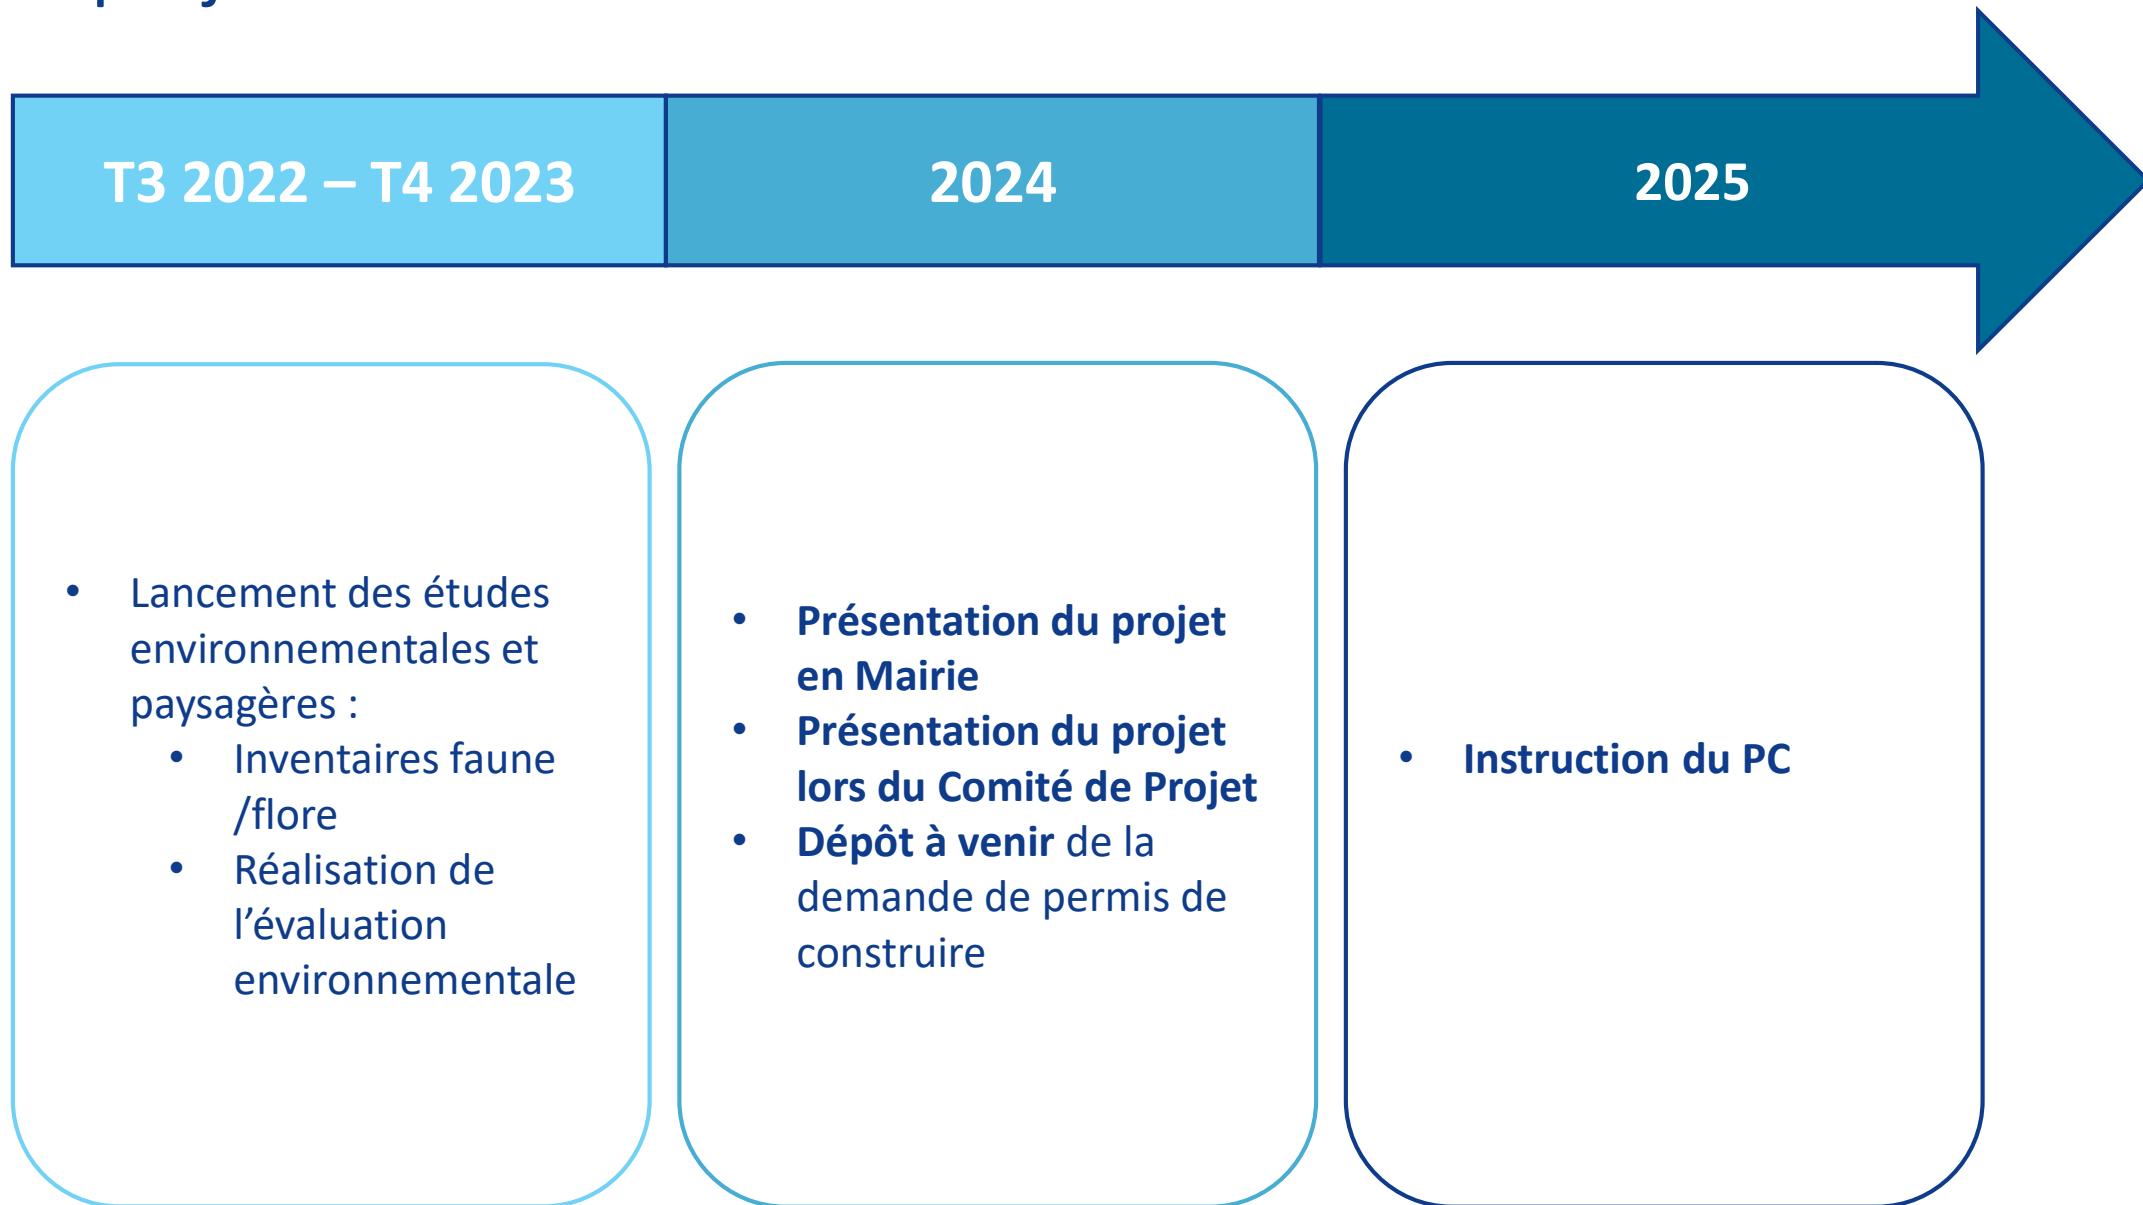 T3 2022 – T4 2023
2024
2025
• Lancement des études
environnementales et
paysagères :
• Inventaires faune
/flore
• Réalisation de
l’évaluation
environnementale
• Présentation du projet
en Mairie
• Présentation du projet
lors du Comité de Projet
• Dépôt à venir de la
demande de permis de
construire
• Instruction du PC